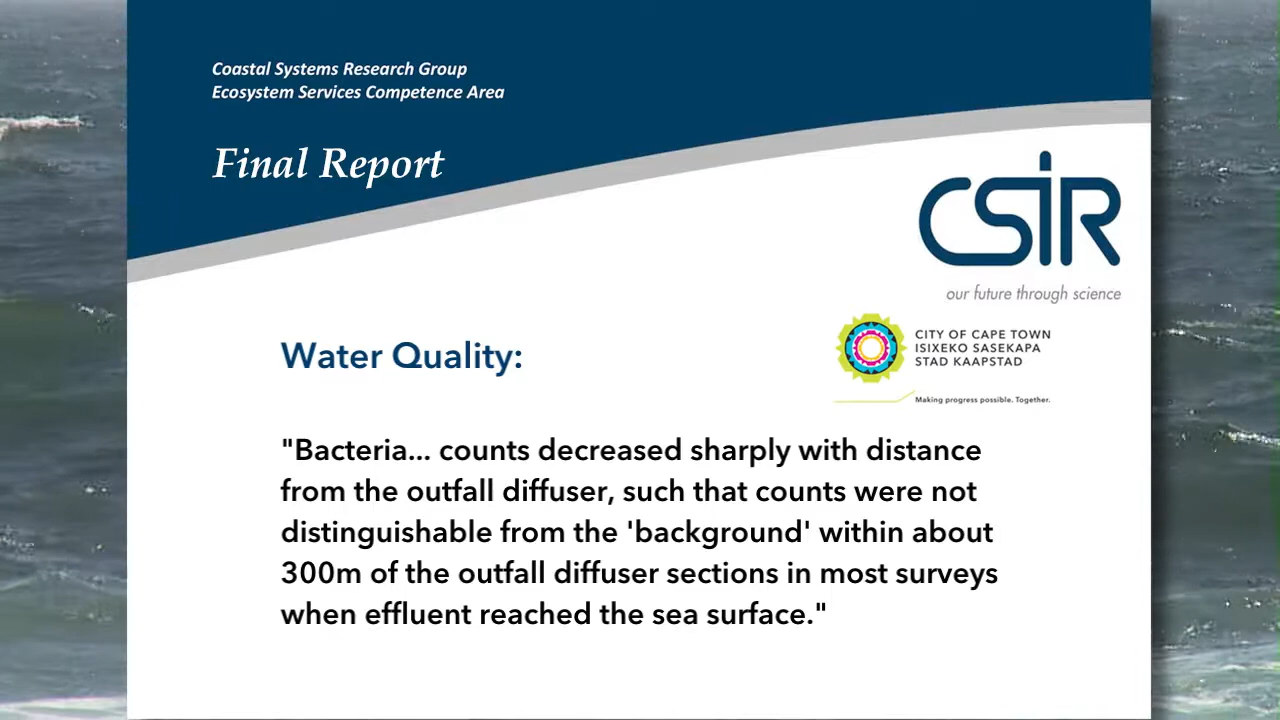 Coastal Systems Research Group
Ecosystem Services Competence Area
Final Report
CSIR
our future through science
CITY OF CAPE TOWN
ISIXEKO SASEKAPA
STAD KAAPSTAD
Making progress possible. Together.
Water Quality:
"Bacteria... counts decreased sharply with distance
from the outfall diffuser, such that counts were not
distinguishable from the 'background' within about
300m of the outfall diffuser sections in most surveys
when effluent reached the sea surface."